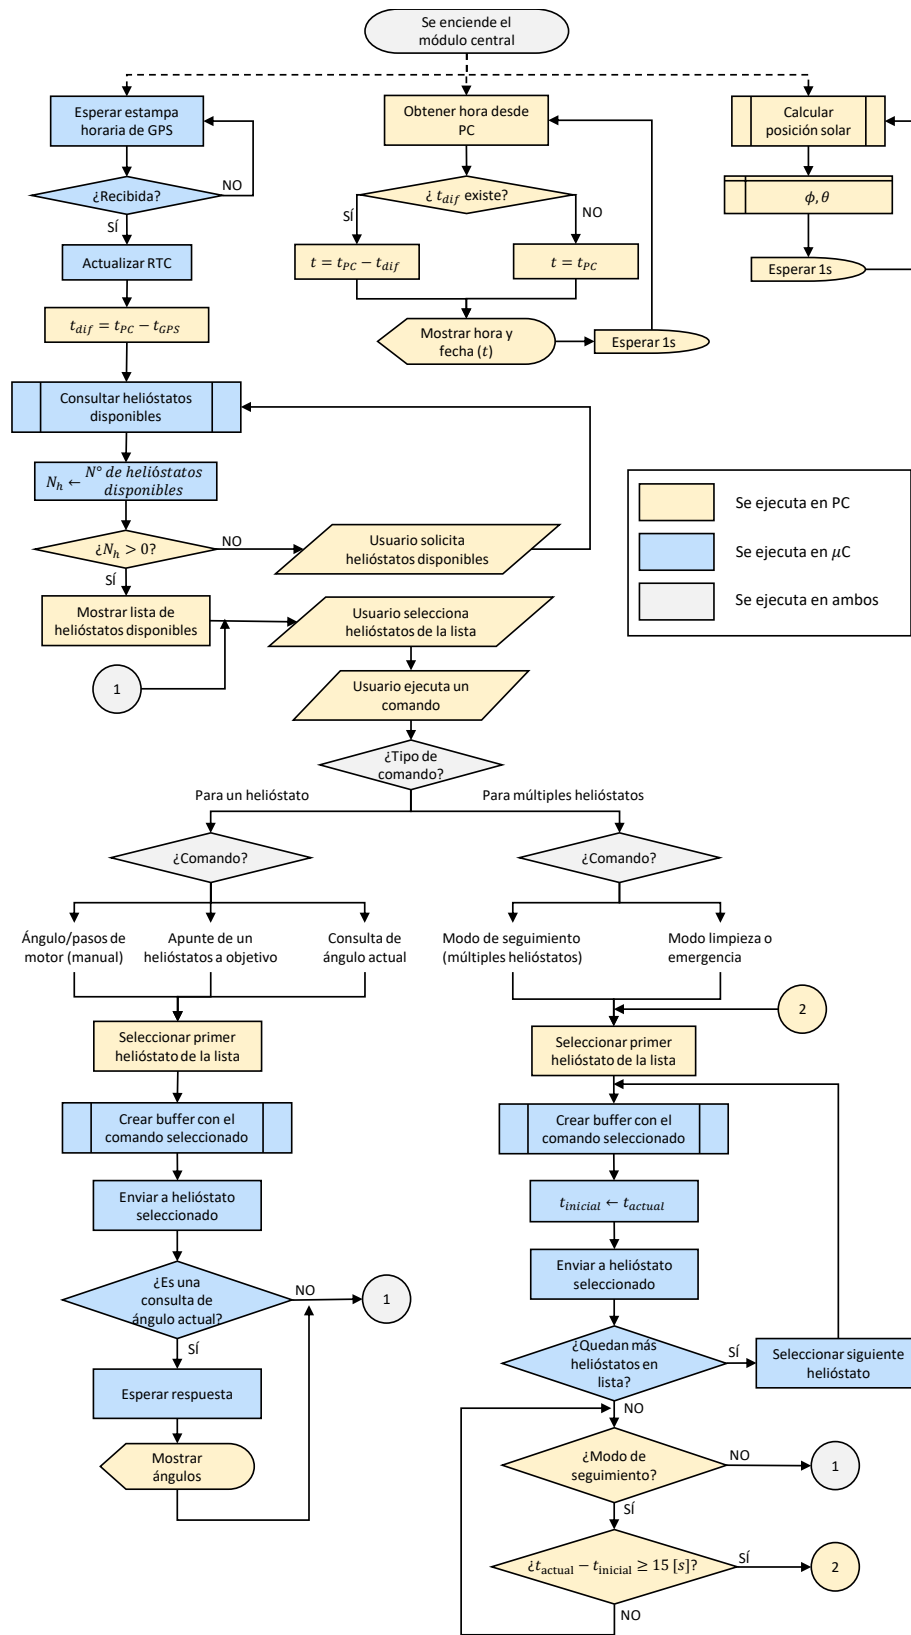 Se enciende el
módulo central
Esperar estampa
horaria de GPS
¿Recibida?
NO
SÍ
Actualizar RTC
t_dif = t_PC − t_GPS
Obtener hora desde
PC
¿ t_dif existe?
SÍ
NO
t = t_PC − t_dif
t = t_PC
Mostrar hora y
fecha (t)
Esperar 1s
Calcular
posición solar
ϕ, θ
Esperar 1s
Consultar helióstatos
disponibles
N_h ← N° de helióstatos
disponibles
¿N_h > 0?
NO
SÍ
Usuario solicita
helióstatos disponibles
Mostrar lista de
helióstatos disponibles
Usuario selecciona
helióstatos de la lista
1
Usuario ejecuta un
comando
Se ejecuta en PC
Se ejecuta en μC
Se ejecuta en ambos
¿Tipo de
comando?
Para un helióstato
Para múltiples helióstatos
¿Comando?
Ángulo/pasos de
motor (manual)
Apunte de un
helióstatos a objetivo
Consulta de
ángulo actual
Seleccionar primer
helióstato de la lista
Crear buffer con el
comando seleccionado
Enviar a helióstato
seleccionado
¿Es una
consulta de
ángulo actual?
NO
1
SÍ
Esperar respuesta
Mostrar
ángulos
¿Comando?
Modo de seguimiento
(múltiples helióstatos)
Modo limpieza o
emergencia
2
Seleccionar primer
helióstato de la lista
Crear buffer con el
comando seleccionado
t_inicial ← t_actual
Enviar a helióstato
seleccionado
¿Quedan más
helióstatos en
lista?
SÍ
Seleccionar siguiente
helióstato
NO
¿Modo de
seguimiento?
NO
1
SÍ
¿t_actual − t_inicial ≥ 15 [s]?
SÍ
2
NO